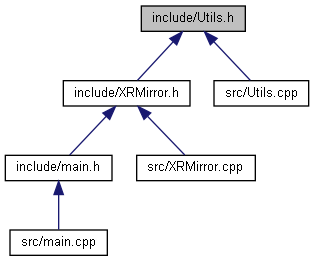 include/Utils.h
include/XRMirror.h
src/Utils.cpp
include/main.h
src/XRMirror.cpp
src/main.cpp